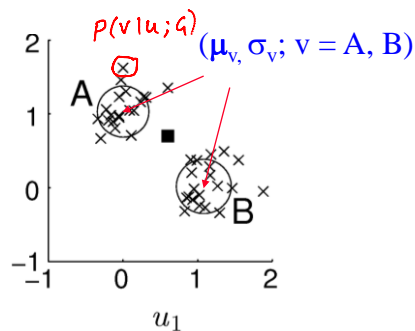 p(v|u;G)
(μv, σv; v = A, B)
2
A
1
0
B
−1
−1 0 1 2
u1